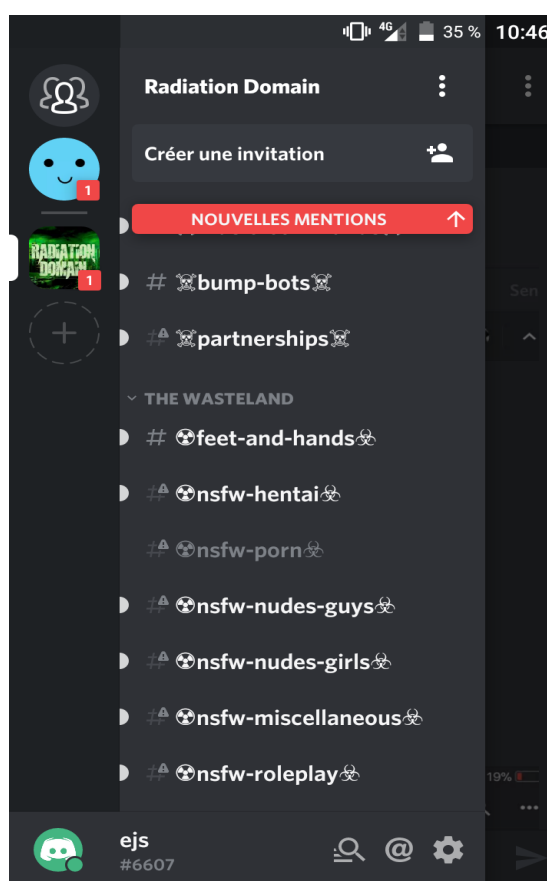 4G 35 % 10:46
Radiation Domain
Créer une invitation
1
NOUVELLES MENTIONS
RADIATION
DOMAIN
1
# ☠bump-bots☠
Sen
# ☠partnerships☠
THE WASTELAND
# ☢feet-and-hands☣
# ☢nsfw-hentai☣
# ☢nsfw-porn☣
# ☢nsfw-nudes-guys☣
# ☢nsfw-nudes-girls☣
# ☢nsfw-miscellaneous☣
# ☢nsfw-roleplay☣
19%
ejs
#6607